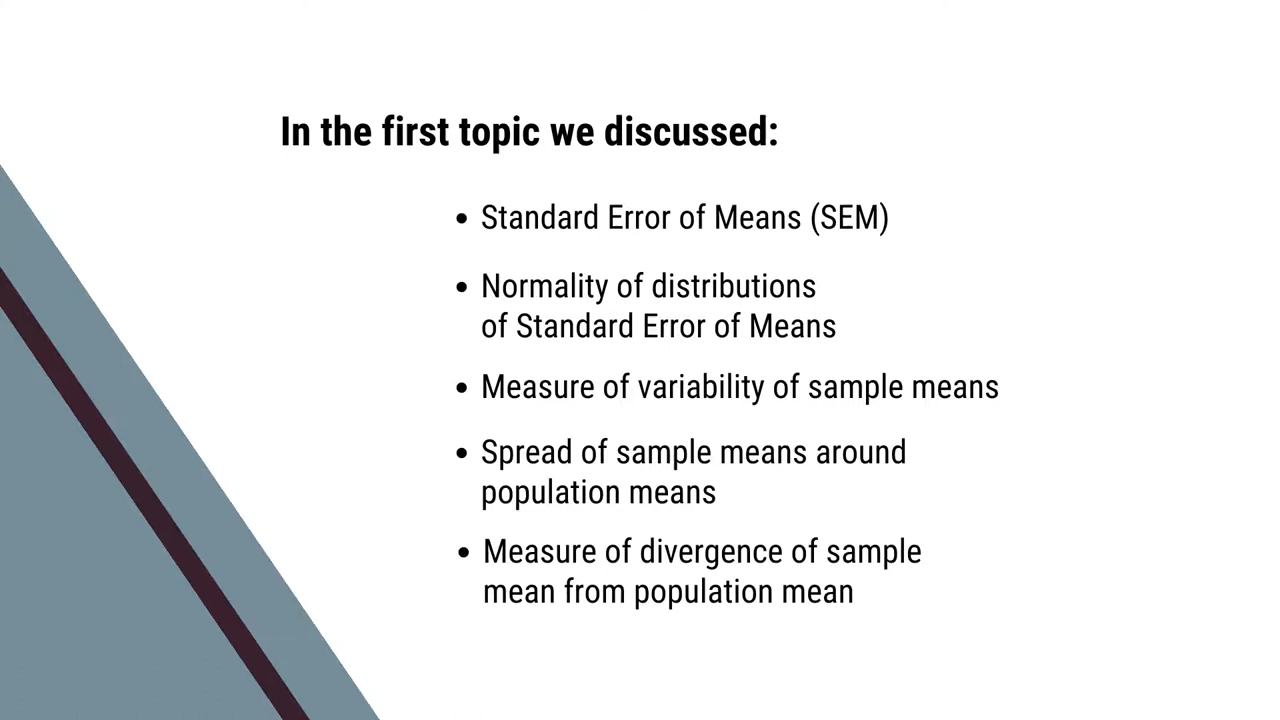 In the first topic we discussed:
• Standard Error of Means (SEM)
• Normality of distributions
of Standard Error of Means
• Measure of variability of sample means
• Spread of sample means around
population means
• Measure of divergence of sample
mean from population mean